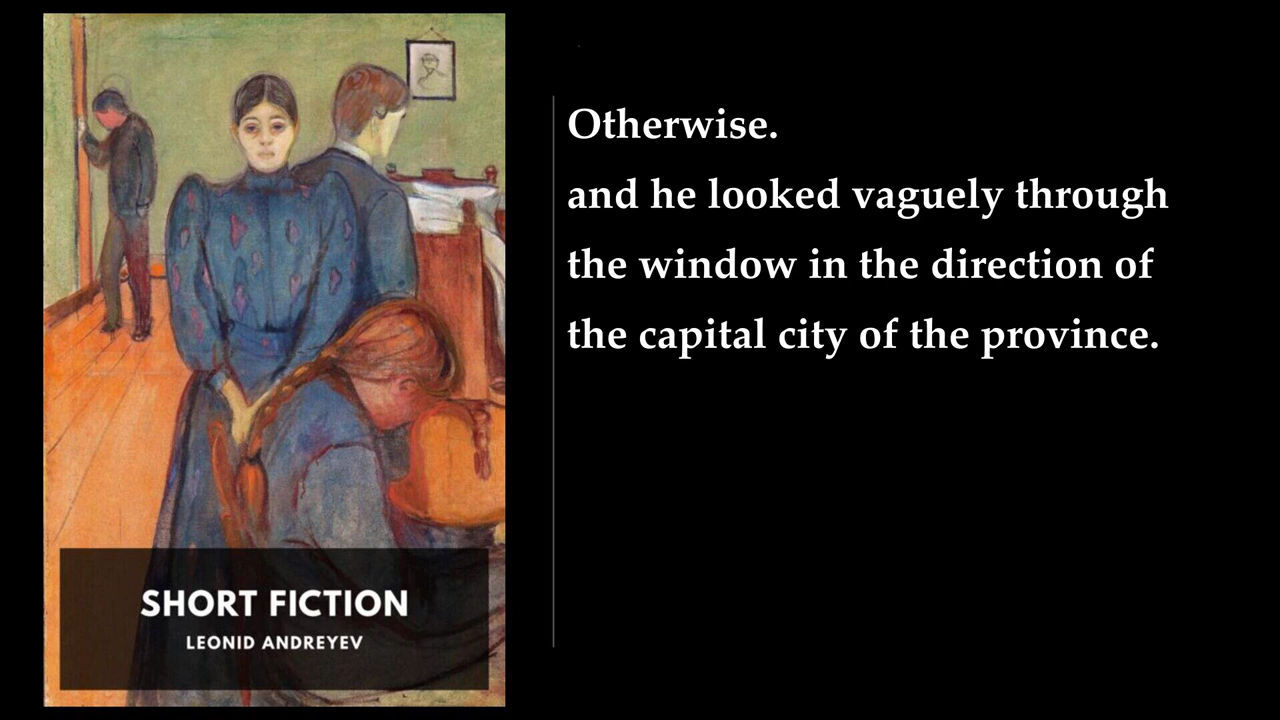 Otherwise.
and he looked vaguely through
the window in the direction of
the capital city of the province.
SHORT FICTION
LEONID ANDREYEV